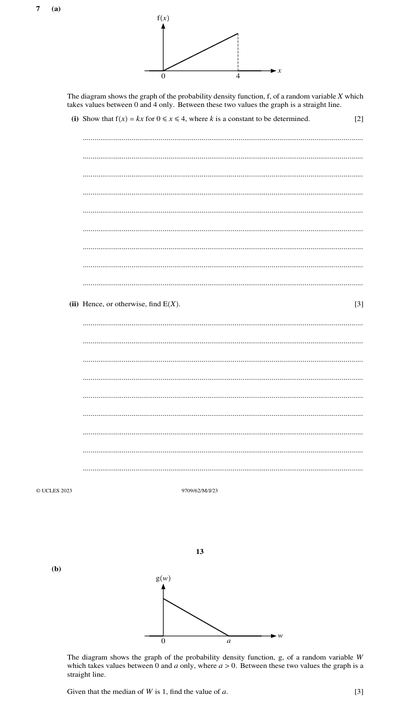 7 (a)
f(x)
0 4 x
The diagram shows the graph of the probability density function, f, of a random variable X which
takes values between 0 and 4 only. Between these two values the graph is a straight line.
(i) Show that f(x) = kx for 0 ⩽ x ⩽ 4, where k is a constant to be determined. [2]
(ii) Hence, or otherwise, find E(X). [3]
© UCLES 2023 9709/62/M/J/23
13
(b)
g(w)
0 a w
The diagram shows the graph of the probability density function, g, of a random variable W
which takes values between 0 and a only, where a > 0. Between these two values the graph is a
straight line.
Given that the median of W is 1, find the value of a. [3]